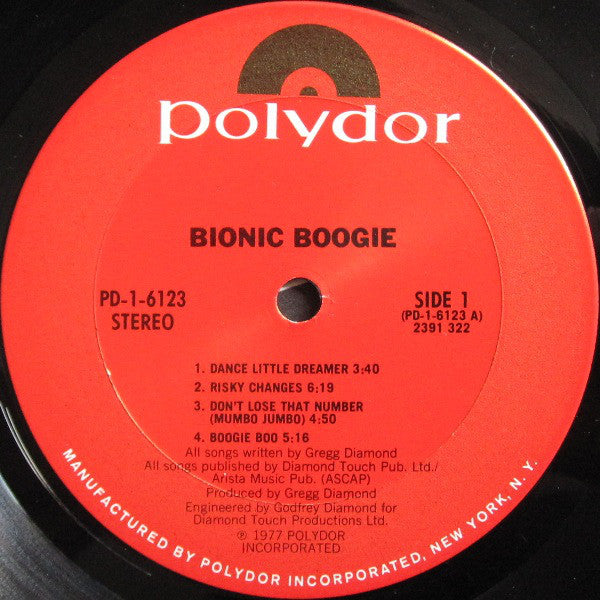 polydor
BIONIC BOOGIE
PD-1-6123
STEREO
SIDE 1
(PD-1-6123 A)
2391 322
1. DANCE LITTLE DREAMER 3:40
2. RISKY CHANGES 6:19
3. DON'T LOSE THAT NUMBER
(MUMBO JUMBO) 4:50
4. BOOGIE BOO 5:16
All songs written by Gregg Diamond
All songs published by Diamond Touch Pub. Ltd./
Arista Music Pub. (ASCAP)
Produced by Gregg Diamond
Engineered by Godfrey Diamond for
Diamond Touch Productions Ltd.
℗ 1977 POLYDOR
INCORPORATED
MANUFACTURED BY POLYDOR INCORPORATED, NEW YORK, N. Y.